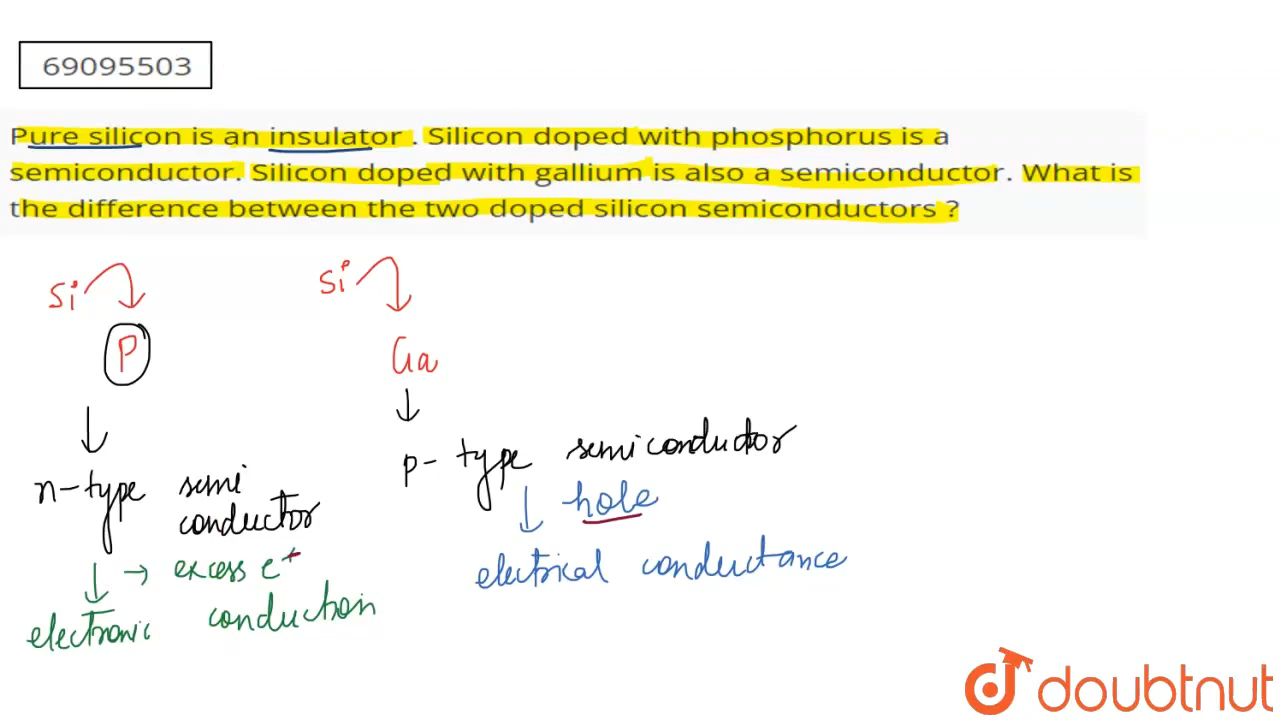 69095503
Pure silicon is an insulator . Silicon doped with phosphorus is a
semiconductor. Silicon doped with gallium is also a semiconductor. What is
the difference between the two doped silicon semiconductors ?
Si
Si
P
Ga
n-type semi
conductor
p- type semiconductor
hole
→ excess e+
electronic conduction
electrical conductance
doubtnut